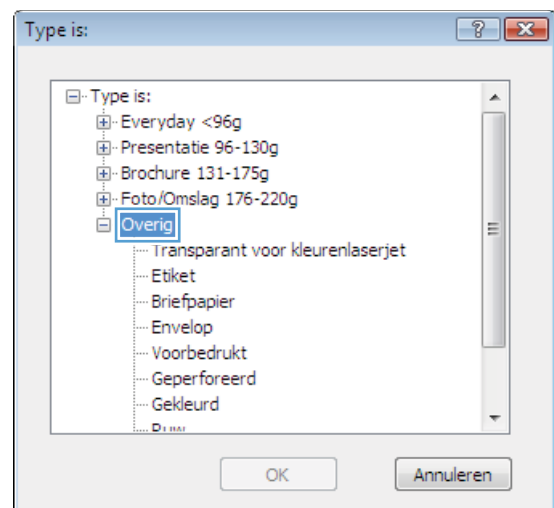 Type is:
Type is:
Everyday <96g
Presentatie 96-130g
Brochure 131-175g
Foto/Omslag 176-220g
Overig
Transparant voor kleurenlaserjet
Etiket
Briefpapier
Envelop
Voorbedrukt
Geperforeerd
Gekleurd
Ruw
OK Annuleren